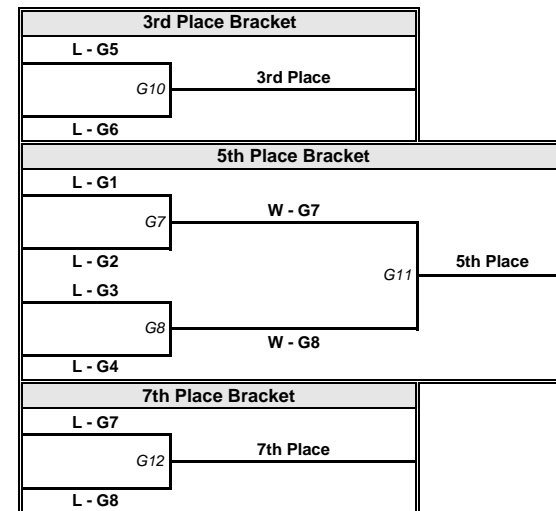 3rd Place Bracket
L - G5
G10
3rd Place
L - G6
5th Place Bracket
L - G1
G7
W - G7
L - G2
G11
5th Place
L - G3
G8
W - G8
L - G4
7th Place Bracket
L - G7
G12
7th Place
L - G8